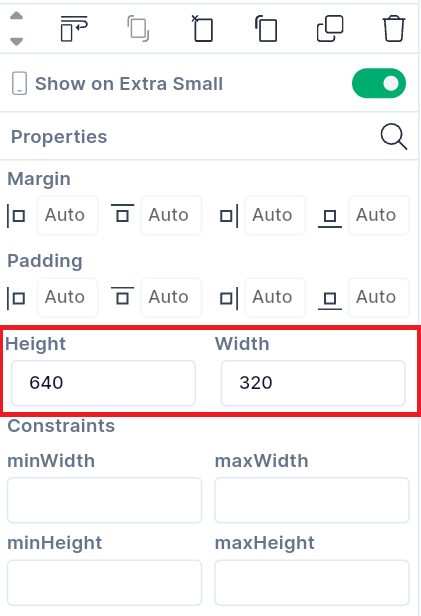 Show on Extra Small
Properties
Margin
Auto Auto Auto Auto
Padding
Auto Auto Auto Auto
Height Width
640 320
Constraints
minWidth maxWidth
minHeight maxHeight